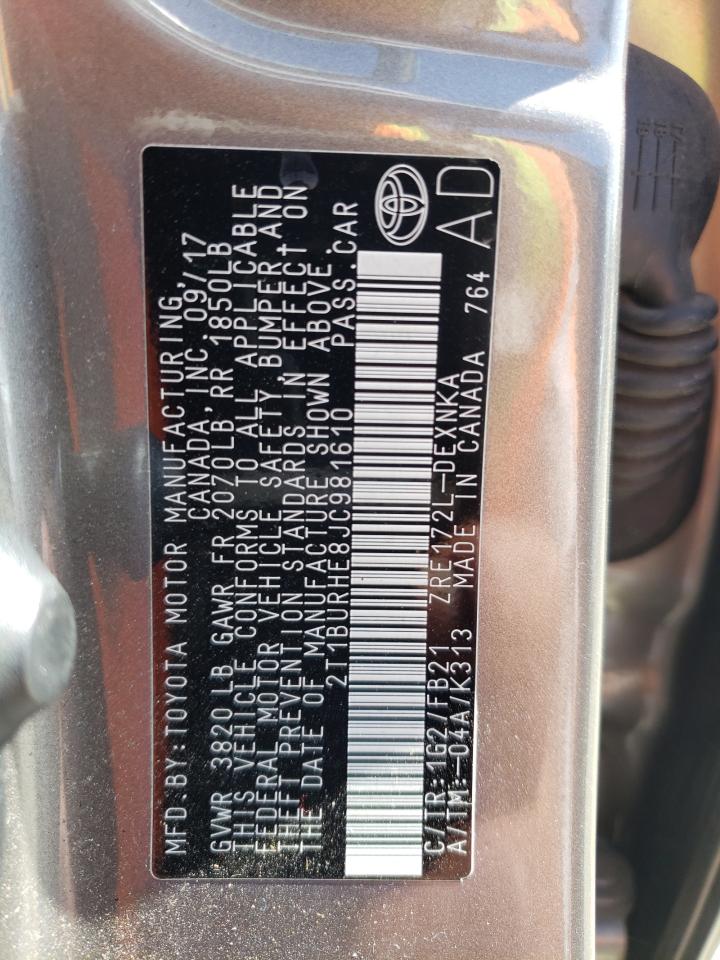 MFD BY:TOYOTA MOTOR MANUFACTURING,
CANADA, INC. 09/17
GVWR 3820 LB GAWR FR 2070LB, RR 1850LB
THIS VEHICLE CONFORMS TO ALL APPLICABLE
FEDERAL MOTOR VEHICLE SAFETY, BUMPER AND
THEFT PREVENTION STANDARDS IN EFFECT ON
THE DATE OF MANUFACTURE SHOWN ABOVE.
2T1BURHE8JC981610 PASS.CAR
C/TR: 1G2/FB21 ZRE172L-DEXNKA
A/TM:-04A/K313 MADE IN CANADA 764
AD